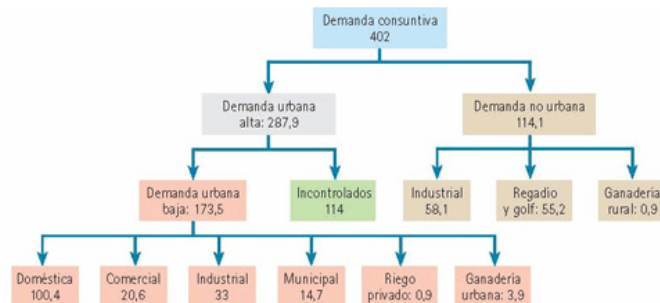 Demanda consuntiva
402
Demanda urbana
alta: 287,9
Demanda no urbana
114,1
Demanda urbana
baja: 173,5
Incontrolados
114
Industrial
58,1
Regadio
y golf: 55,2
Ganadería
rural: 0,9
Doméstica
100,4
Comercial
20,6
Industrial
33
Municipal
14,7
Riego
privado: 0,9
Ganadería
urbana: 3,9